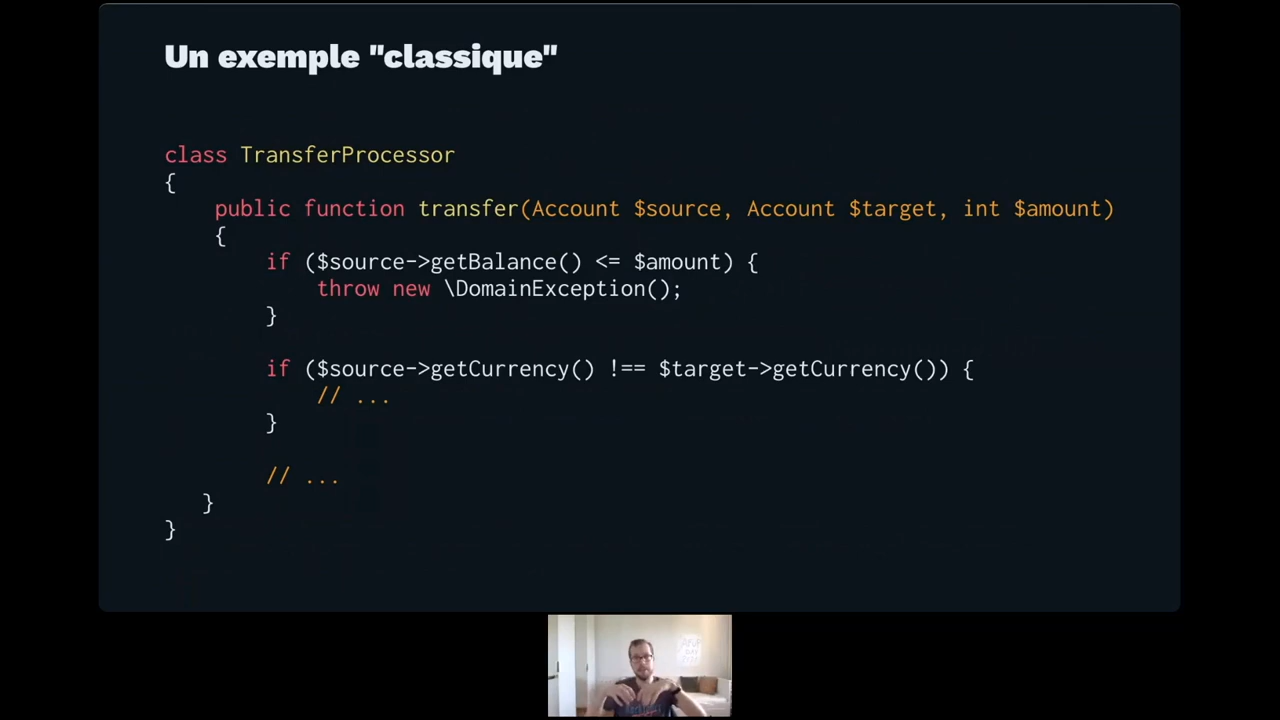 Un exemple "classique"
class TransferProcessor
{
public function transfer(Account $source, Account $target, int $amount)
{
if ($source->getBalance() <= $amount) {
throw new \DomainException();
}
if ($source->getCurrency() !== $target->getCurrency()) {
// ...
}
// ...
}
}